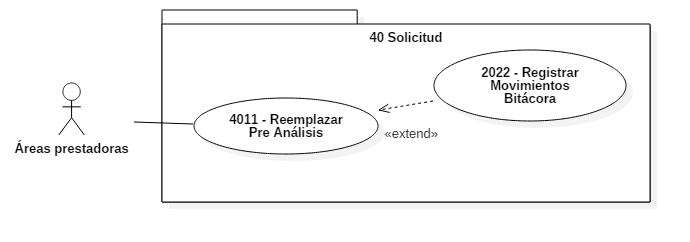 40 Solicitud
2022 - Registrar
Movimientos
Bitácora
4011 - Reemplazar
Pre Análisis
«extend»
Áreas prestadoras